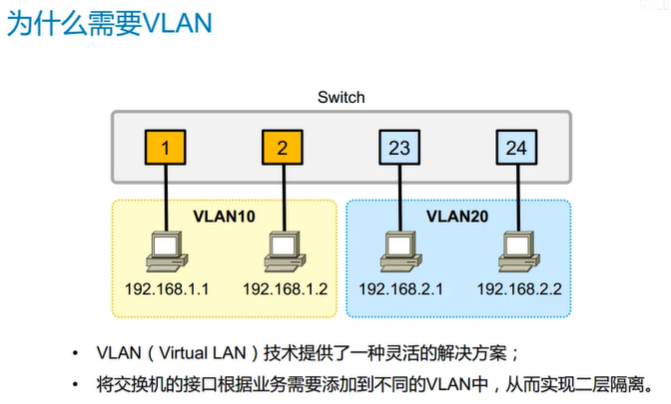 为什么需要VLAN
Switch
1 2 23 24
VLAN10 VLAN20
192.168.1.1 192.168.1.2 192.168.2.1 192.168.2.2
• VLAN（Virtual LAN）技术提供了一种灵活的解决方案；
• 将交换机的接口根据业务需要添加到不同的VLAN中，从而实现二层隔离。